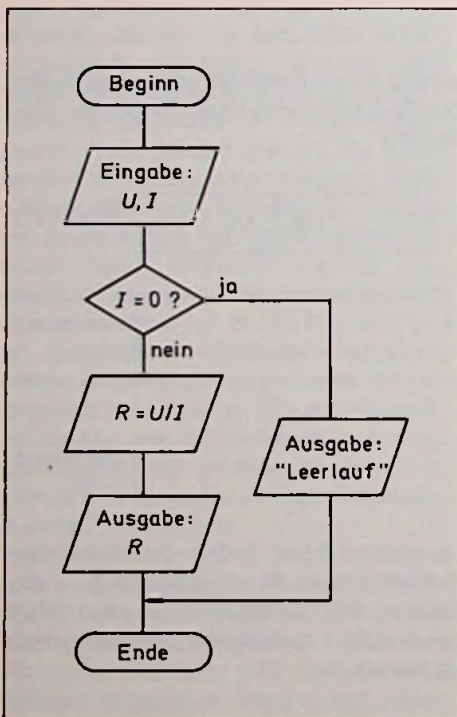 Beginn
Eingabe:
U, I
I = 0 ?
ja
nein
R = U/I
Ausgabe:
"Leerlauf"
Ausgabe:
R
Ende